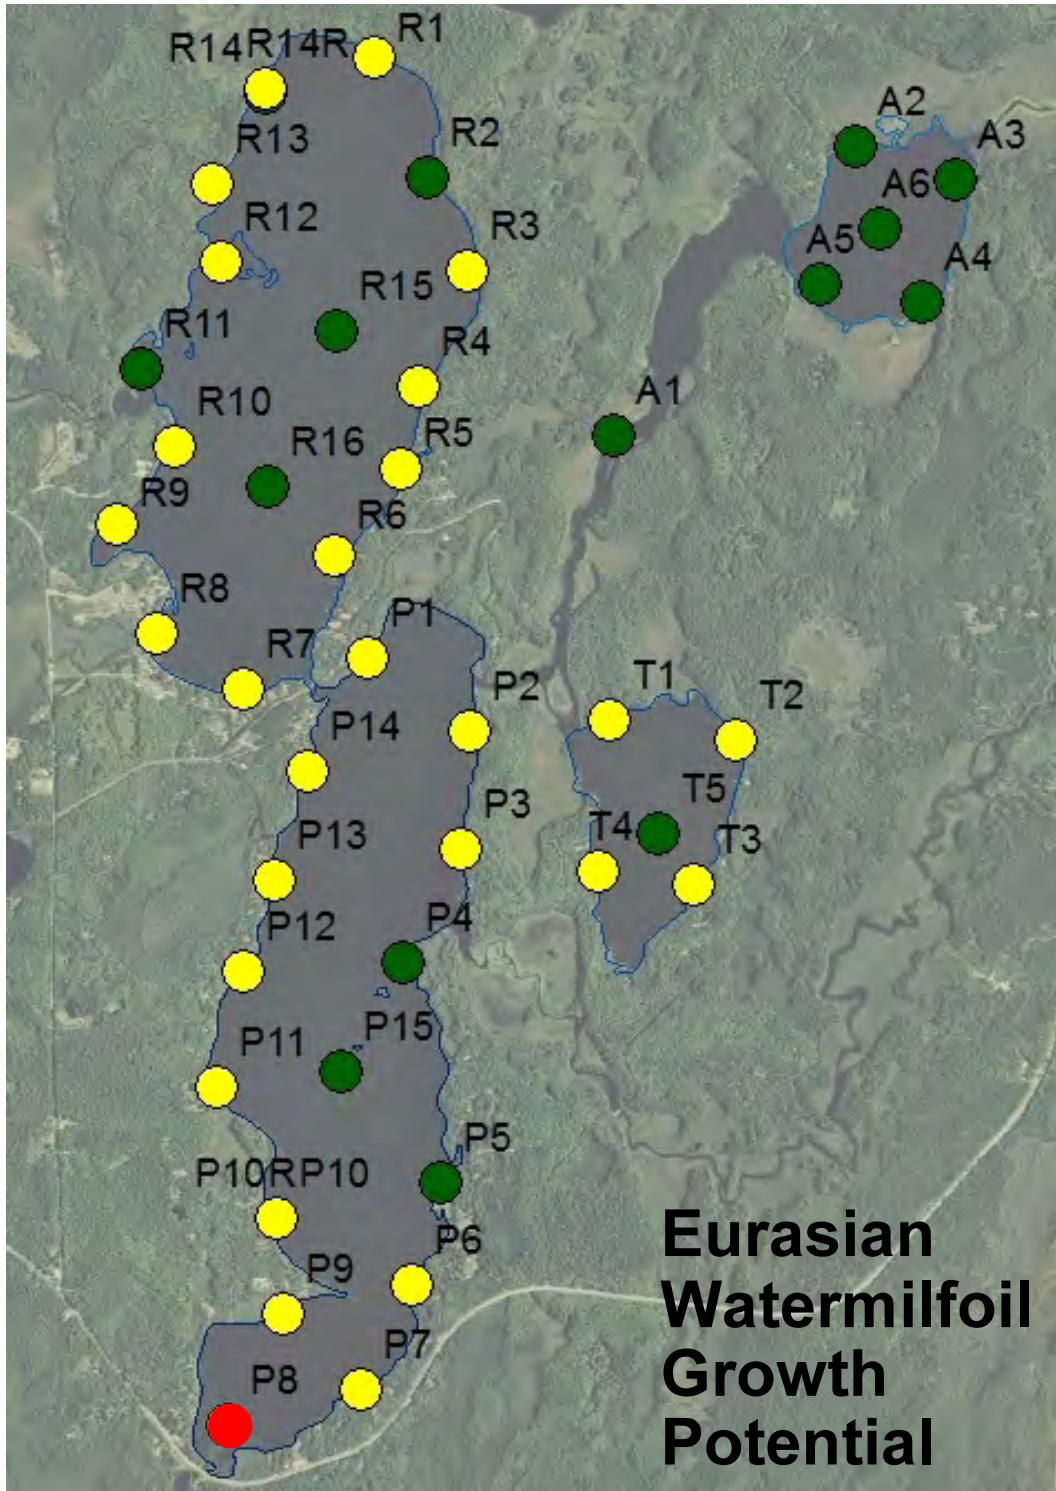 R1
R14R14R
A2
R2
R13
A3
A6
R12
R3
A5
A4
R15
R11
R4
A1
R10
R5
R16
R9
R6
R8
P1
R7
T1
P2
T2
P14
T5
P3
T4
P13
T3
P4
P12
P15
P11
P5
P10RP10
P6
P9
P7
P8
Eurasian
Watermilfoil
Growth
Potential